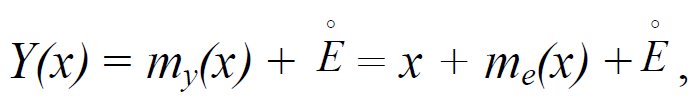 Y(x) = m_y(x) + E̊ = x + m_e(x) + E̊ ,